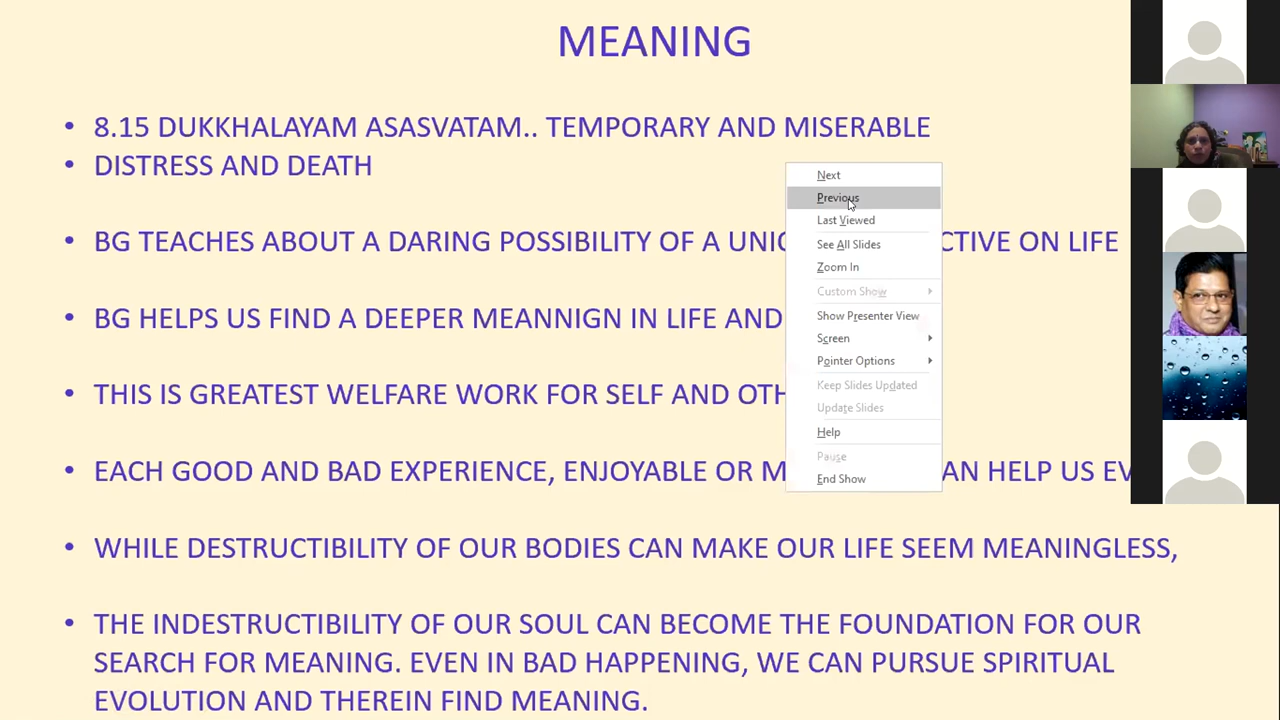 MEANING
• 8.15 DUKKHALAYAM ASASVATAM.. TEMPORARY AND MISERABLE
• DISTRESS AND DEATH
• BG TEACHES ABOUT A DARING POSSIBILITY OF A ON LIFE
• BG HELPS US FIND A DEEPER MEANNIGN IN LIFE AND
• THIS IS GREATEST WELFARE WORK FOR SELF AND
• EACH GOOD AND BAD EXPERIENCE, ENJOYABLE OR HELP US
• WHILE DESTRUCTIBILITY OF OUR BODIES CAN MAKE OUR LIFE SEEM MEANINGLESS,
• THE INDESTRUCTIBILITY OF OUR SOUL CAN BECOME THE FOUNDATION FOR OUR
SEARCH FOR MEANING. EVEN IN BAD HAPPENING, WE CAN PURSUE SPIRITUAL
EVOLUTION AND THEREIN FIND MEANING.
Next
Previous
Last Viewed
See All Slides
Zoom In
Custom Show
Show Presenter View
Screen
Pointer Options
Keep Slides Updated
Update Slides
Help
Pause
End Show